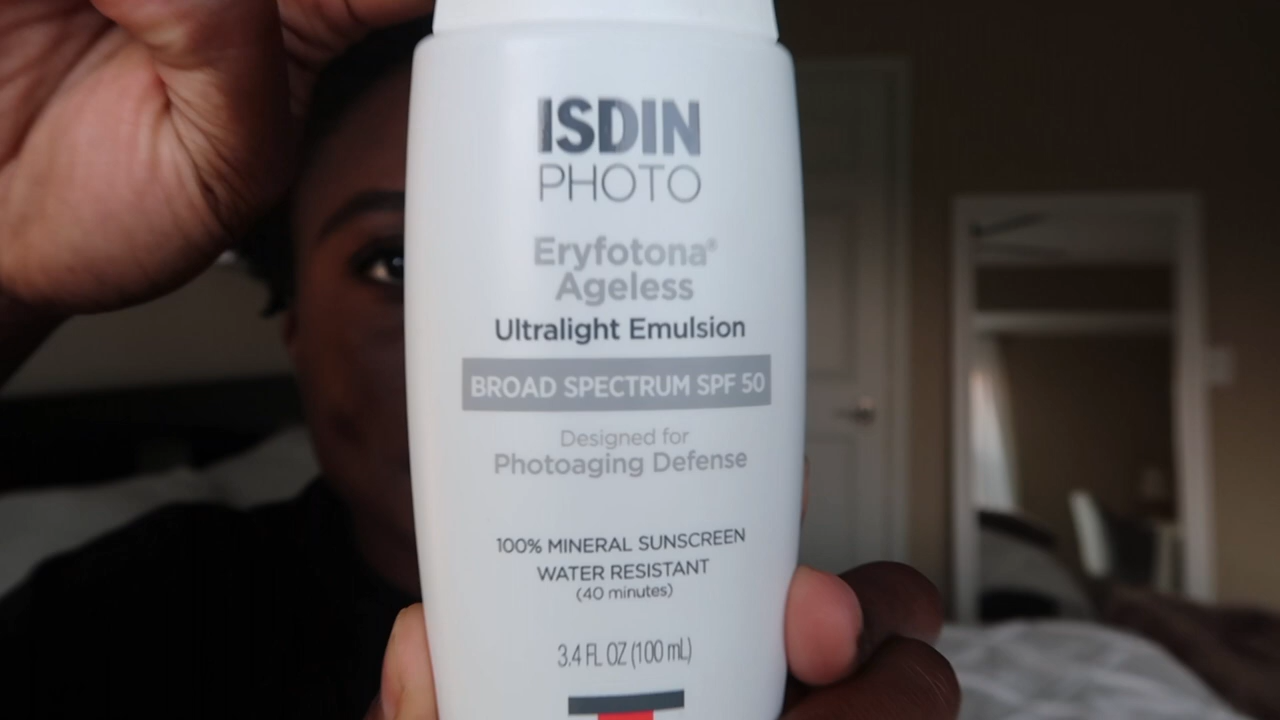 ISDIN
PHOTO
Eryfotona®
Ageless
Ultralight Emulsion
BROAD SPECTRUM SPF 50
Designed for
Photoaging Defense
100% MINERAL SUNSCREEN
WATER RESISTANT
(40 minutes)
3.4 FL OZ (100 mL)